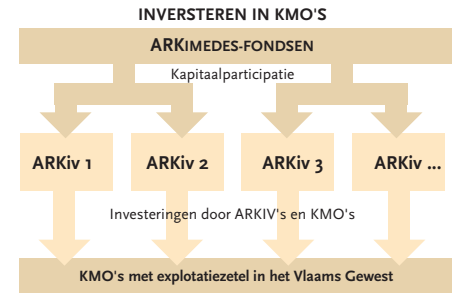 INVERSTEREN IN KMO'S
ARKIMEDES-FONDSEN
Kapitaalparticipatie
ARKiv 1 ARKiv 2 ARKiv 3 ARKiv ...
Investeringen door ARKIV's en KMO's
KMO's met explotatiezetel in het Vlaams Gewest